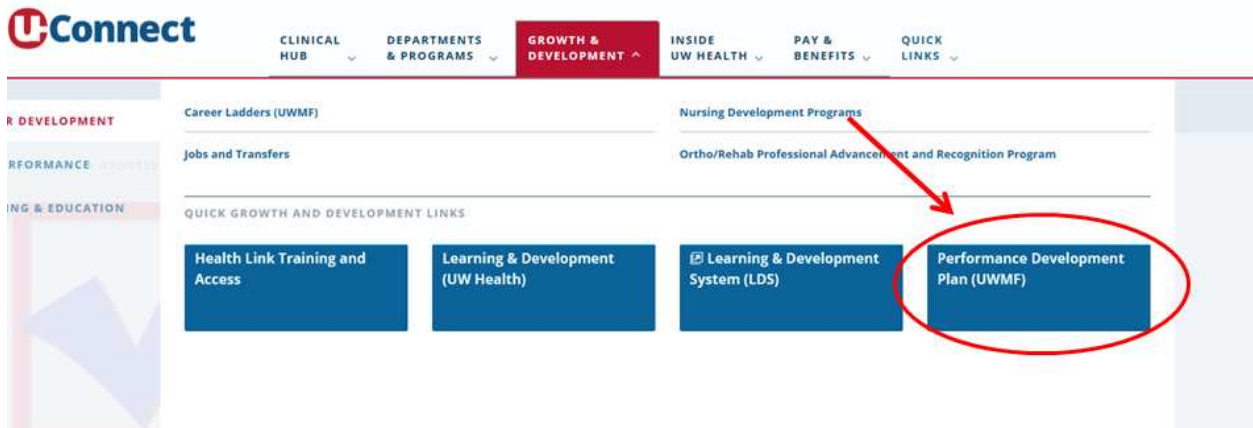 UConnect
CLINICAL
HUB
DEPARTMENTS
& PROGRAMS
GROWTH &
DEVELOPMENT
INSIDE
UW HEALTH
PAY &
BENEFITS
QUICK
LINKS
R DEVELOPMENT
RFORMANCE
ING & EDUCATION
Career Ladders (UWMF)
Nursing Development Programs
Jobs and Transfers
Ortho/Rehab Professional Advancement and Recognition Program
QUICK GROWTH AND DEVELOPMENT LINKS
Health Link Training and
Access
Learning & Development
(UW Health)
Learning & Development
System (LDS)
Performance Development
Plan (UWMF)